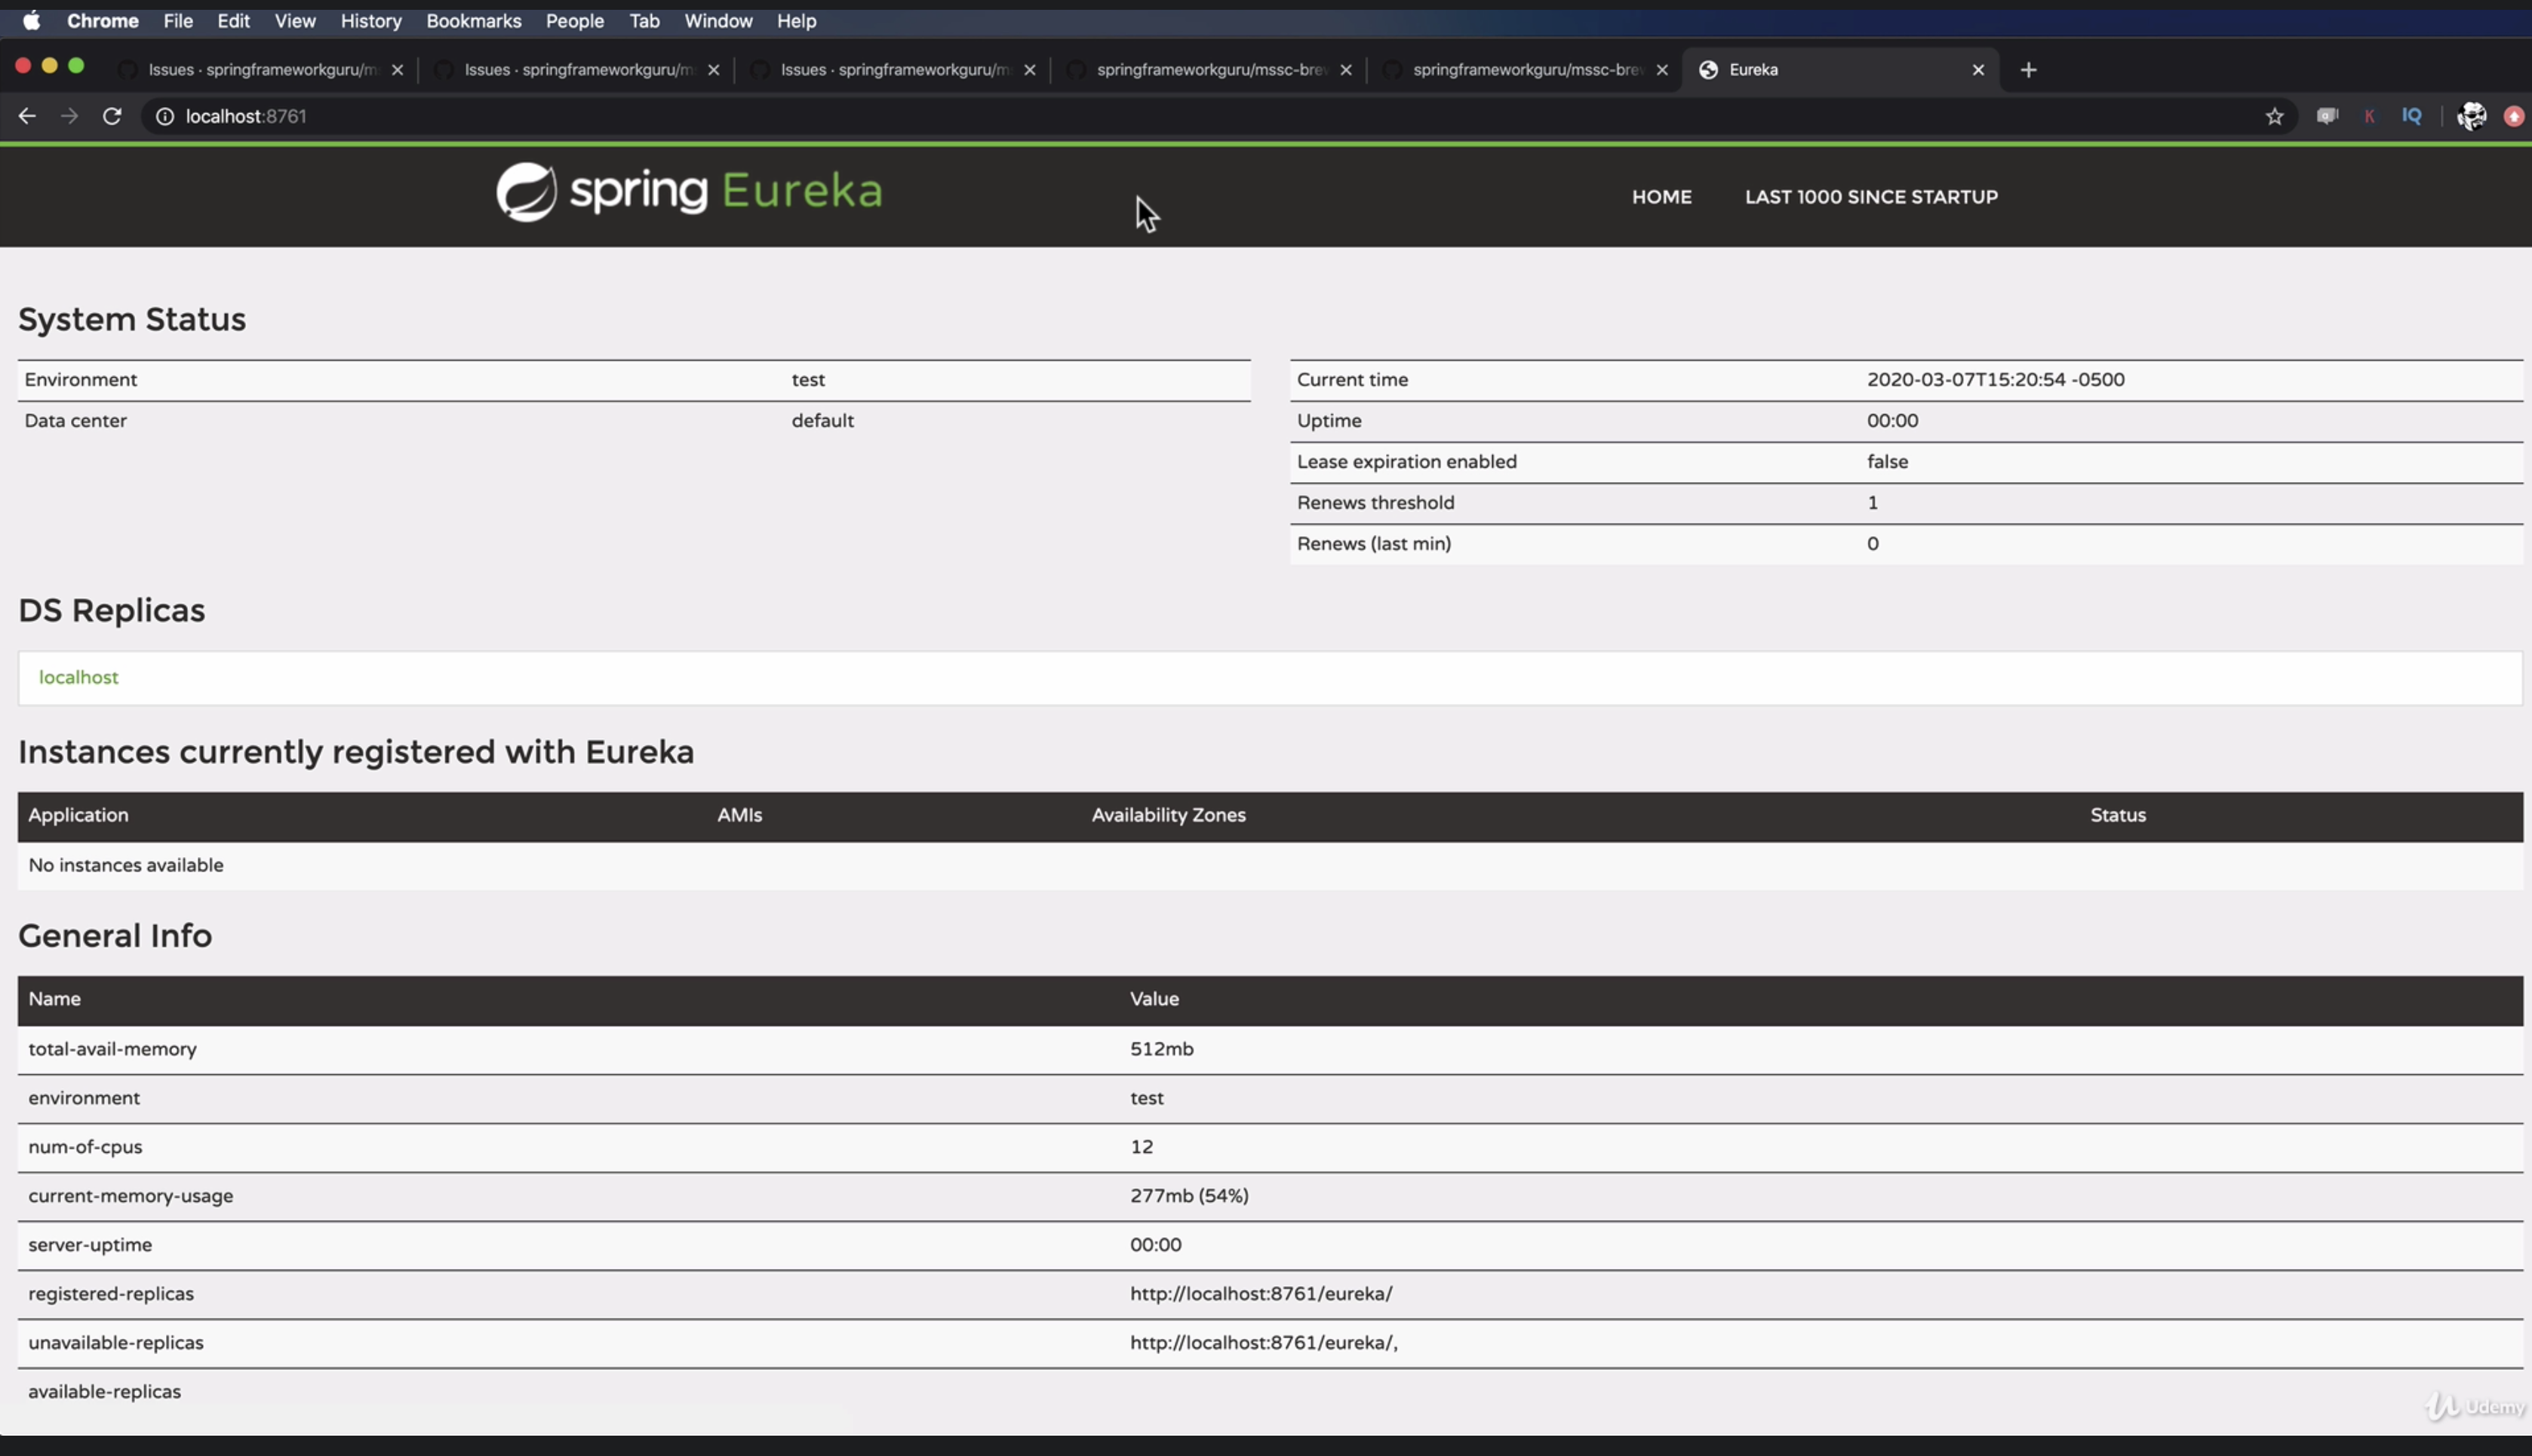 Chrome File Edit View History Bookmarks People Tab Window Help
Issues · springframeworkguru/m Issues · springframeworkguru/m Issues · springframeworkguru/m springframeworkguru/mssc-brew springframeworkguru/mssc-brew Eureka
localhost:8761 K IQ
spring Eureka HOME LAST 1000 SINCE STARTUP
System Status
Environment test Current time 2020-03-07T15:20:54 -0500
Data center default Uptime 00:00
Lease expiration enabled false
Renews threshold 1
Renews (last min) 0
DS Replicas
localhost
Instances currently registered with Eureka
Application AMIs Availability Zones Status
No instances available
General Info
Name Value
total-avail-memory 512mb
environment test
num-of-cpus 12
current-memory-usage 277mb (54%)
server-uptime 00:00
registered-replicas http://localhost:8761/eureka/
unavailable-replicas http://localhost:8761/eureka/,
available-replicas
Udemy